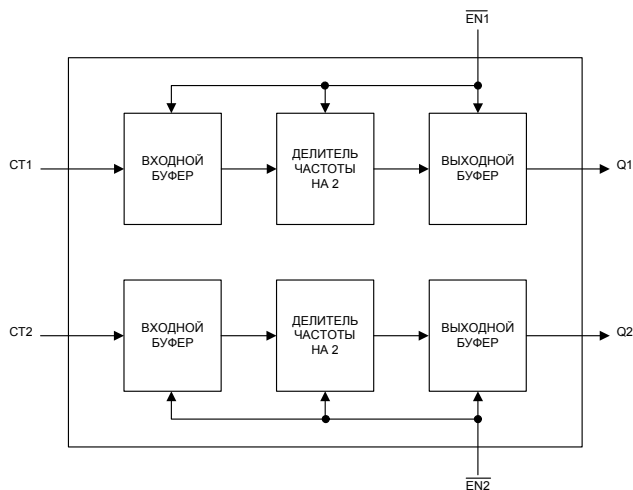 EN1
CT1
ВХОДНОЙ
БУФЕР
ДЕЛИТЕЛЬ
ЧАСТОТЫ
НА 2
ВЫХОДНОЙ
БУФЕР
Q1
CT2
ВХОДНОЙ
БУФЕР
ДЕЛИТЕЛЬ
ЧАСТОТЫ
НА 2
ВЫХОДНОЙ
БУФЕР
Q2
EN2